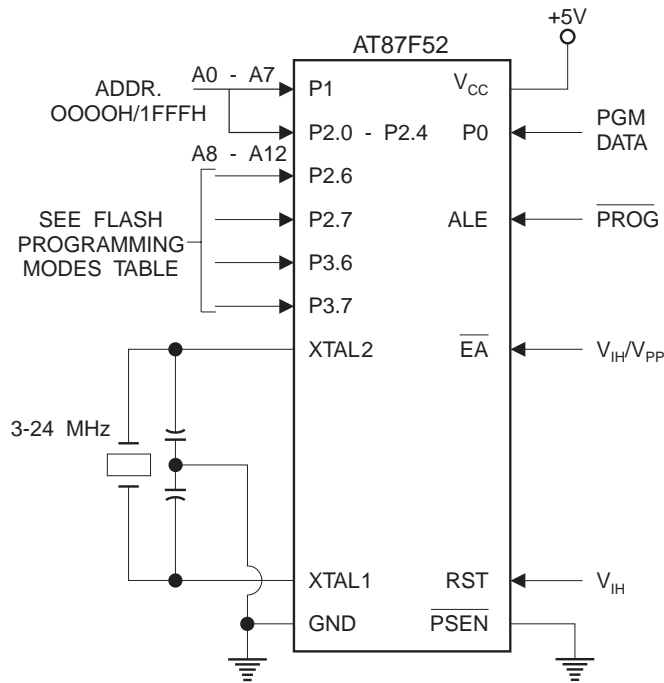 +5V
AT87F52
A0 - A7
ADDR.
OOOOH/1FFFH
P1
VCC
P2.0 - P2.4
P0
PGM
DATA
A8 - A12
P2.6
SEE FLASH
PROGRAMMING
MODES TABLE
P2.7
ALE
PROG
P3.6
P3.7
XTAL2
EA
VIH/VPP
3-24 MHz
XTAL1
RST
VIH
GND
PSEN